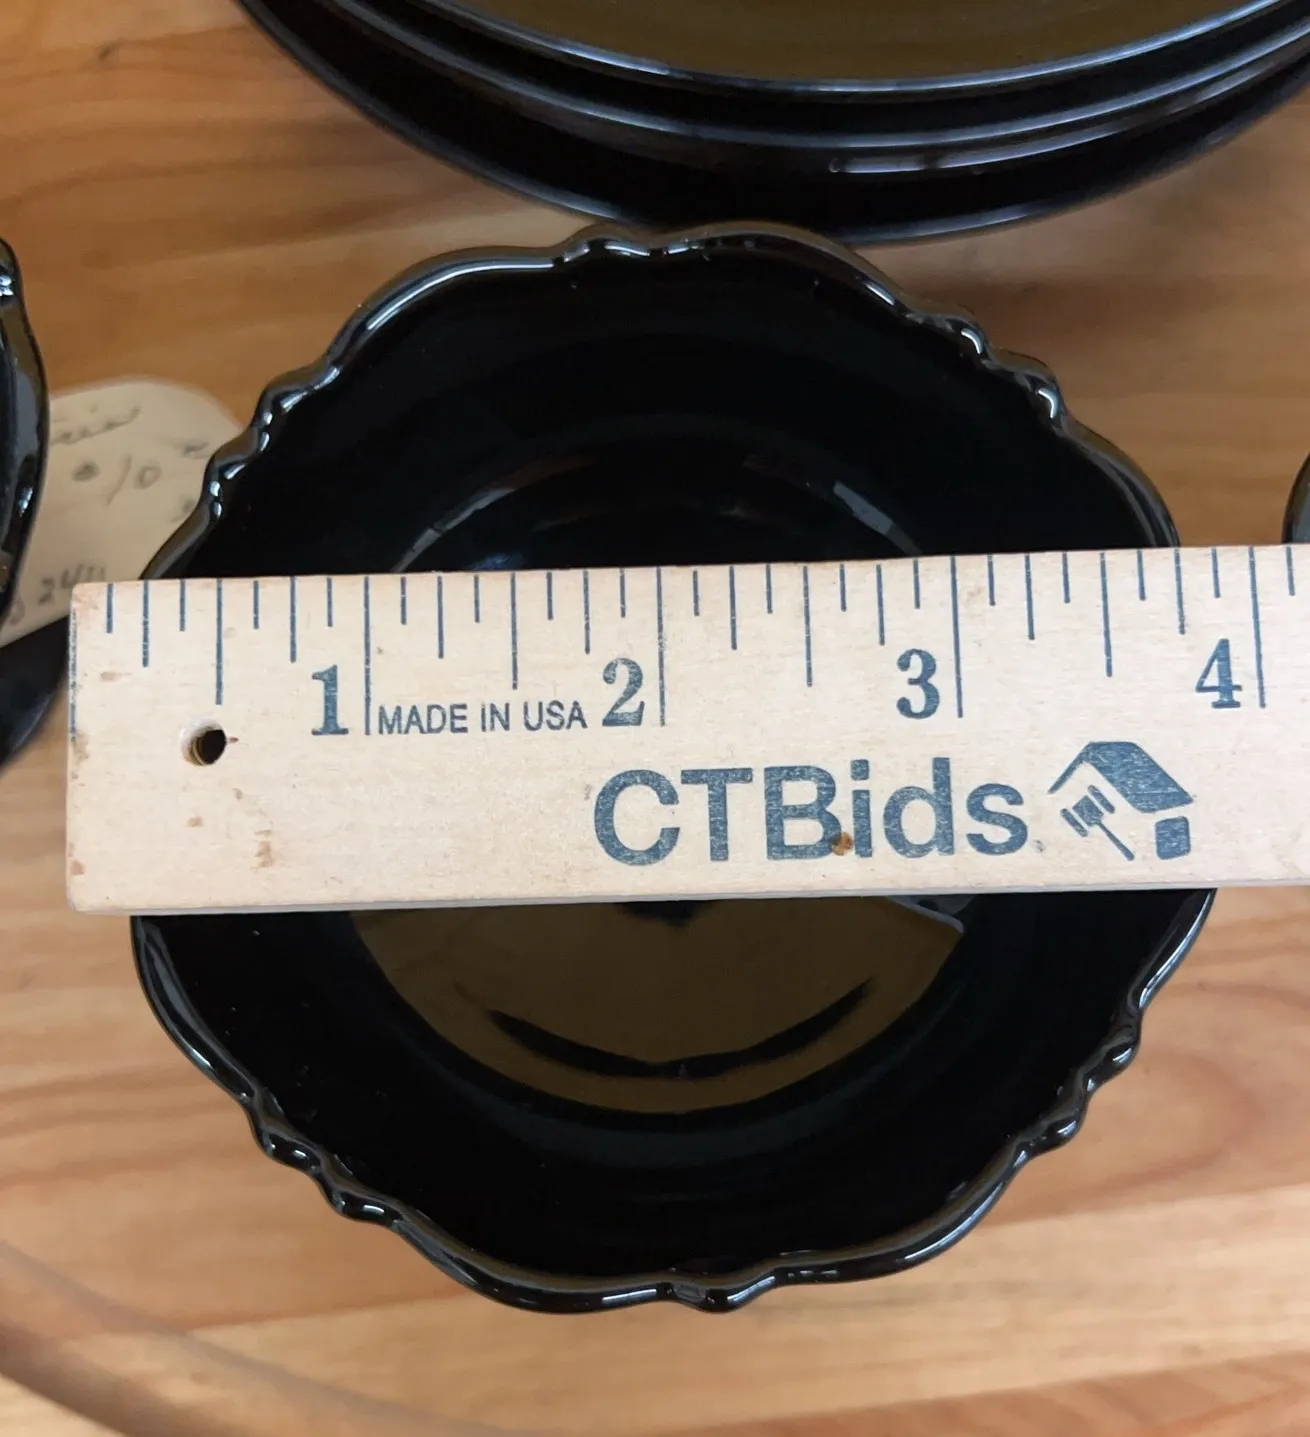 1 2 3 4
MADE IN USA
CTBids